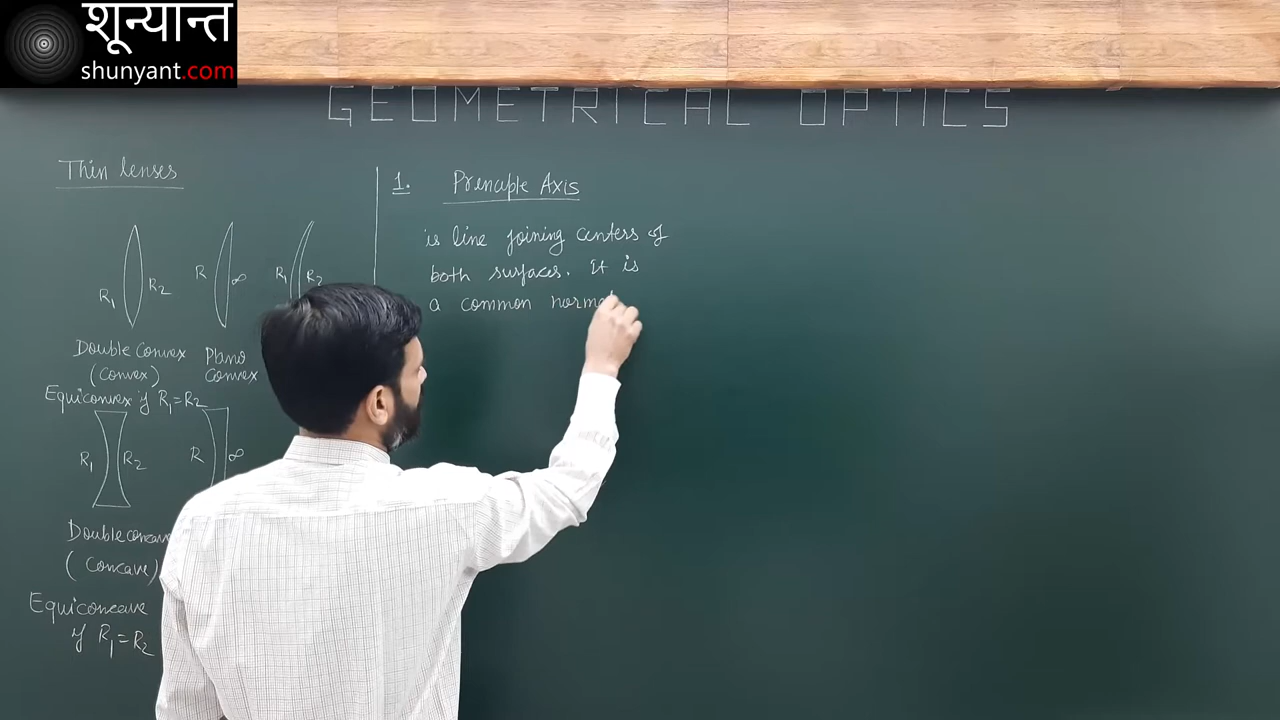 शून्यान्त
shunyant.com
GEOMETRICAL OPTICS
Thin lenses
R1 R2
R ∞
R1 R2
Double Convex
(Convex)
Plano
Convex
Equiconvex if R1=R2
R1 R2
R ∞
Double concave
(Concave)
Equiconcave
if R1=R2
1. Prenciple Axis
is line joining centers of
both surfaces. It is
a common normal